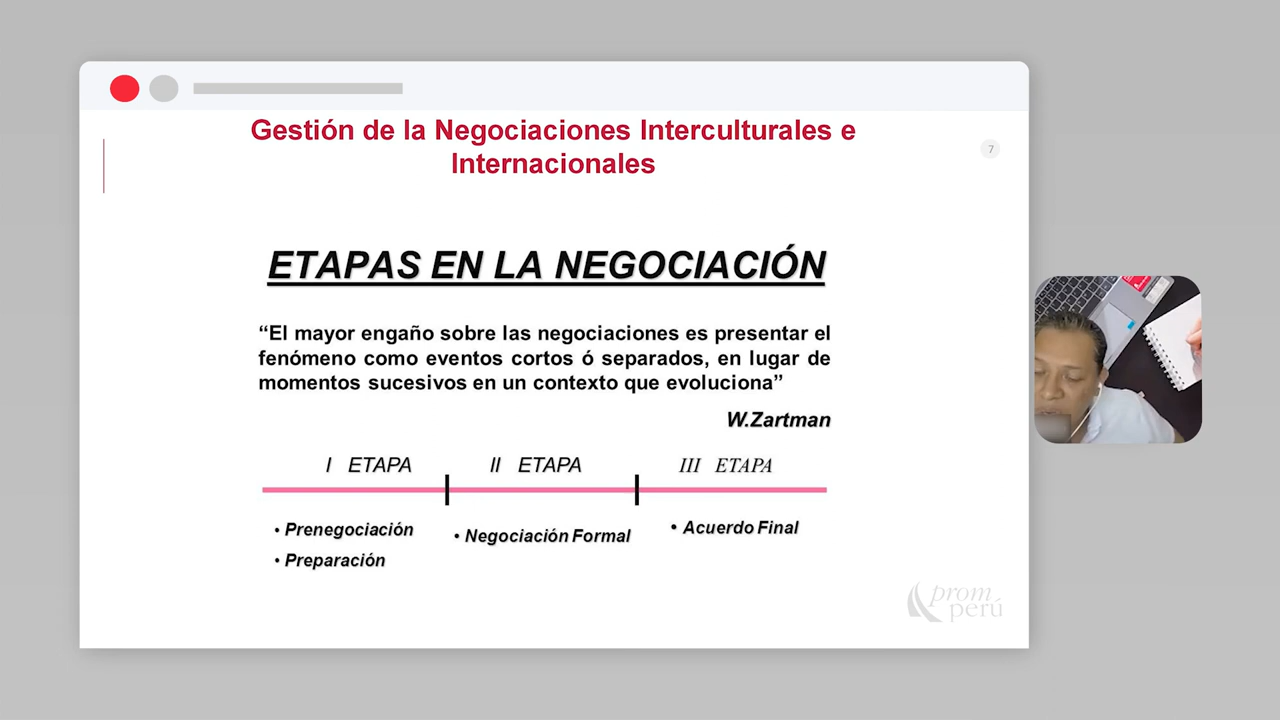 Gestión de la Negociaciones Interculturales e
Internacionales
7
ETAPAS EN LA NEGOCIACIÓN
“El mayor engaño sobre las negociaciones es presentar el
fenómeno como eventos cortos ó separados, en lugar de
momentos sucesivos en un contexto que evoluciona”
W.Zartman
I ETAPA II ETAPA III ETAPA
• Prenegociación • Negociación Formal • Acuerdo Final
• Preparación
prom
perú